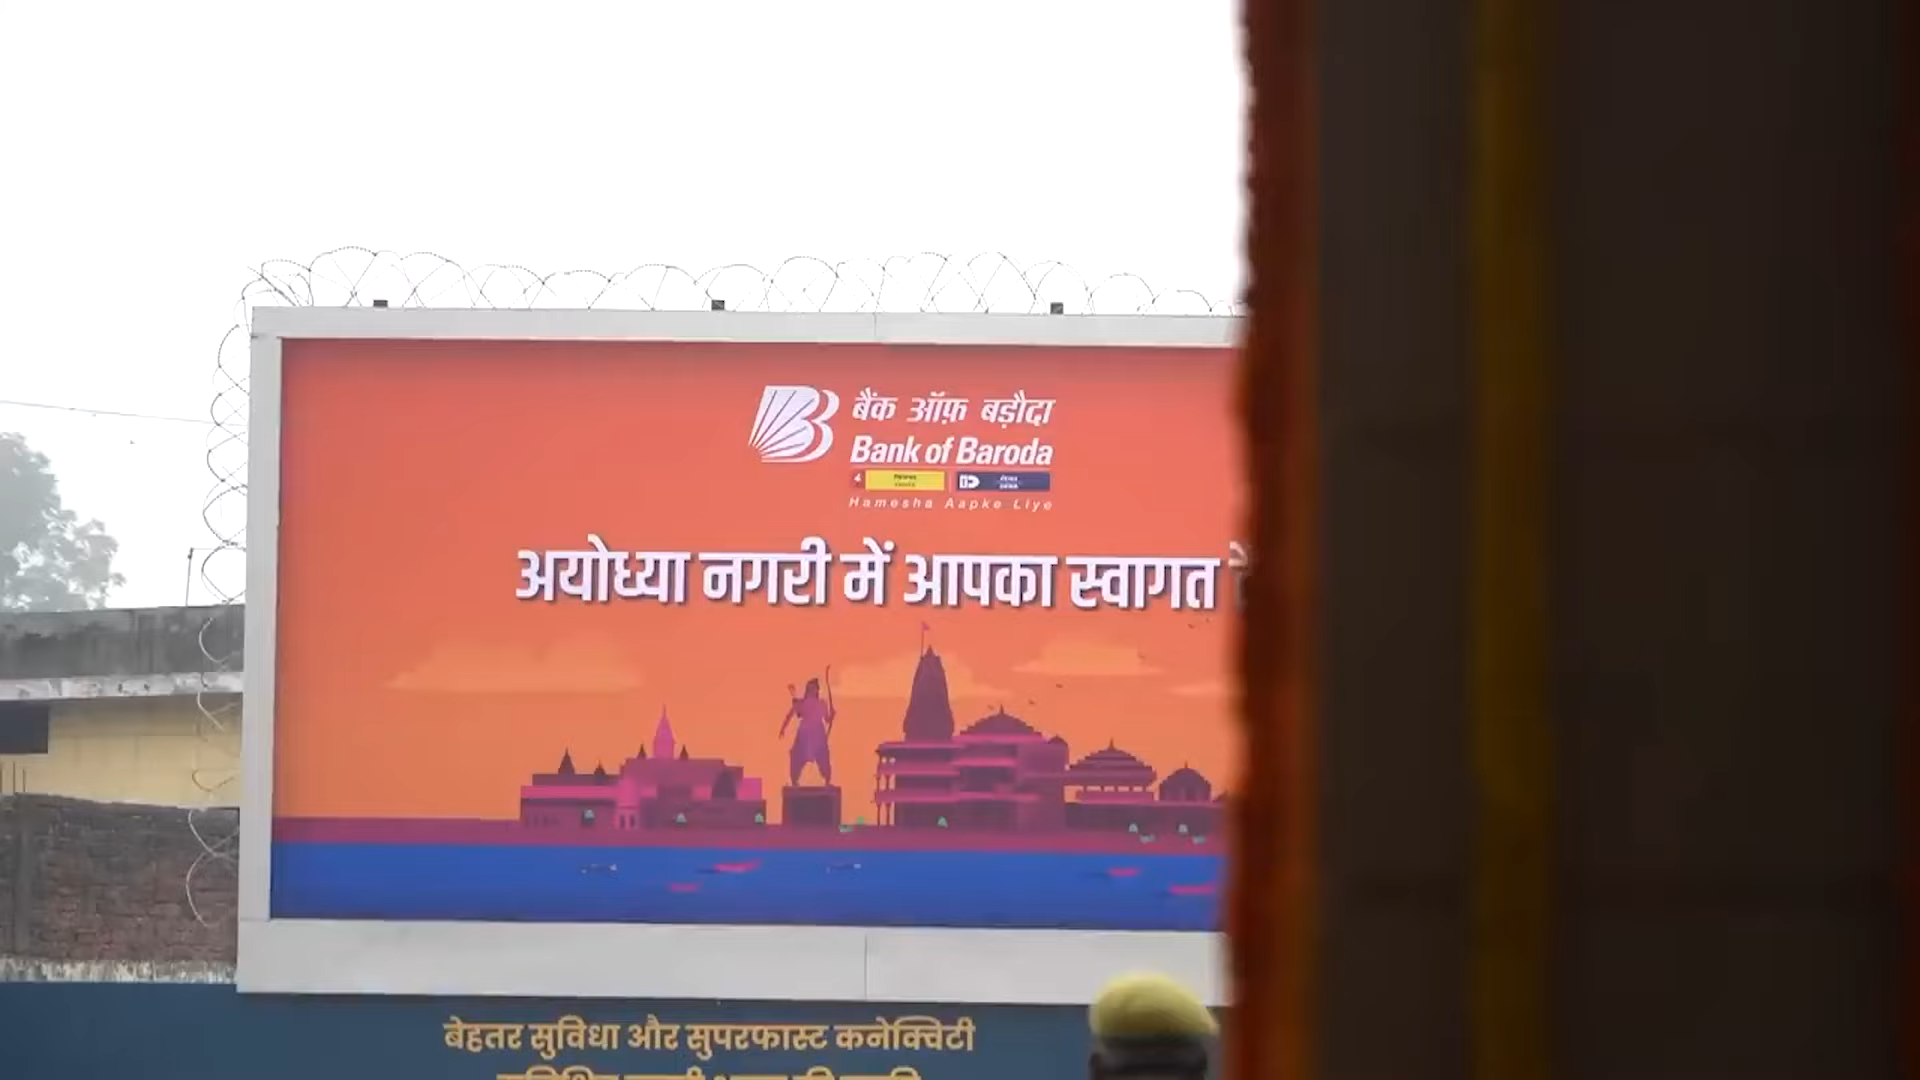 बैंक ऑफ़ बड़ौदा
Bank of Baroda
Hamesha Aapke Liye
अयोध्या नगरी में आपका स्वागत
बेहतर सुविधा और सुपरफास्ट कनेक्टिविटी